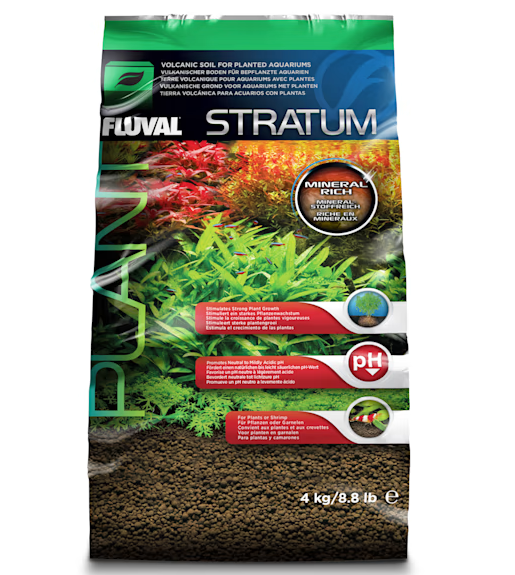 VOLCANIC SOIL FOR PLANTED AQUARIUMS
VULKANISCHER BODEN FÜR BEPFLANZTE AQUARIEN
TERRE VOLCANIQUE POUR AQUARIUMS AVEC PLANTES
VULKANISCHE GROND VOOR AQUARIUMS MET PLANTEN
TIERRA VOLCÁNICA PARA ACUARIOS CON PLANTAS
FLUVAL STRATUM
PLANT
MINERAL
RICH
MINERAL
STOFFREICH
RICHE EN
MINERAUX
Stimulates Strong Plant Growth
Stimuliert ein starkes Pflanzenwachstum
Stimule la croissance de plantes vigoureuses
Stimuleert sterke plantengroei
Estimula el crecimiento de las plantas
Promotes Neutral to Mildly Acidic pH
Fördert einen natürlichen bis leicht säuerlichen pH-Wert
Favorise un pH neutre à légèrement acide
Bevordert neutrale tot lichtzure pH
Promueve un pH neutro a levemente ácido
pH
For Plants or Shrimp
Für Pflanzen oder Garnelen
Convient aux plantes et aux crevettes
Voor planten en garnalen
Para plantas y camarones
4 kg/8.8 lb ℮